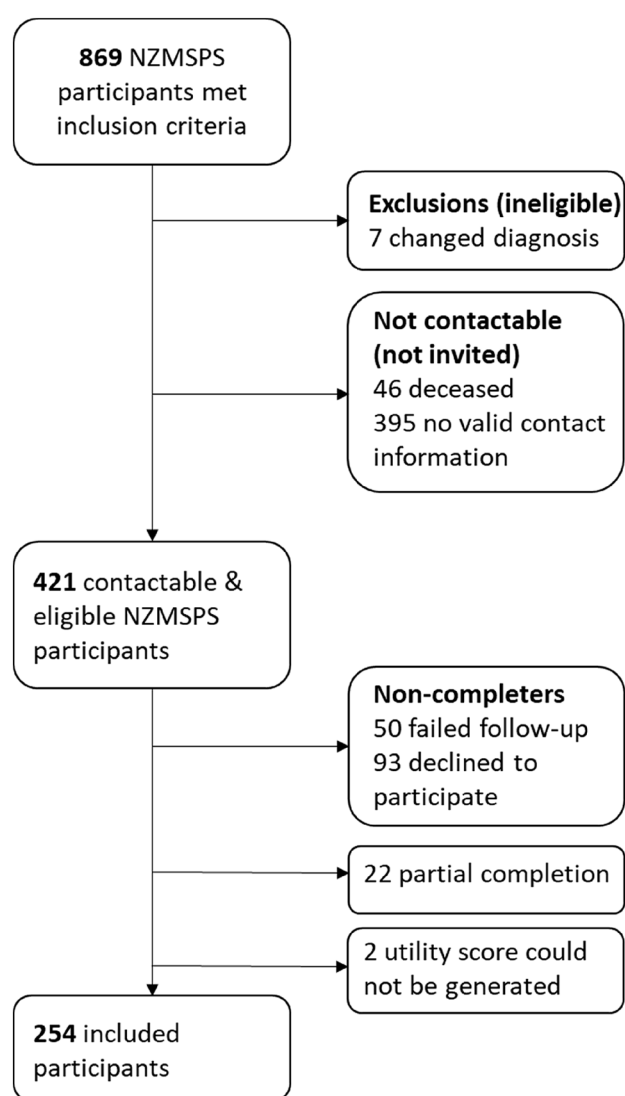 869 NZMSPS
participants met
inclusion criteria
Exclusions (ineligible)
7 changed diagnosis
Not contactable
(not invited)
46 deceased
395 no valid contact
information
421 contactable &
eligible NZMSPS
participants
Non-completers
50 failed follow-up
93 declined to
participate
22 partial completion
2 utility score could
not be generated
254 included
participants